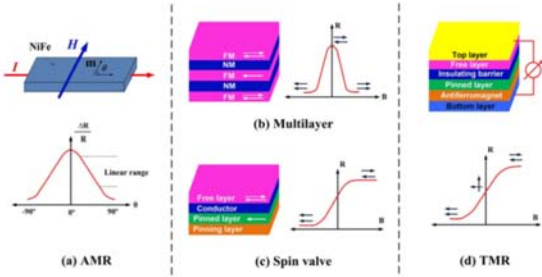 NiFe
H
I
m
θ
ΔR
R
Linear range
-90°
0°
90°
θ
(a) AMR
FM
NM
FM
NM
FM
R
B
(b) Multilayer
Free layer
Conductor
Pinned layer
Pinning layer
R
B
(c) Spin valve
Top layer
Free layer
Insulating barrier
Pinned layer
Antiferromagnet
Bottom layer
R
B
(d) TMR